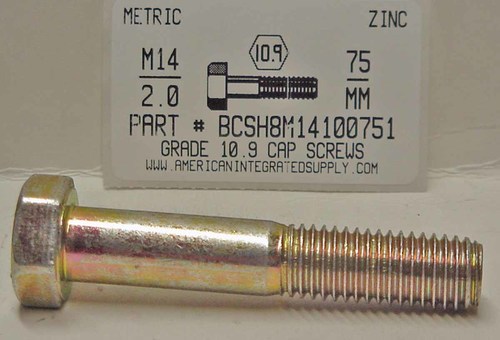 METRIC ZINC
10.9
M14 75
2.0 MM
PART # BCSH8M14100751
GRADE 10.9 CAP SCREWS
WWW.AMERICANINTEGRATEDSUPPLY.COM